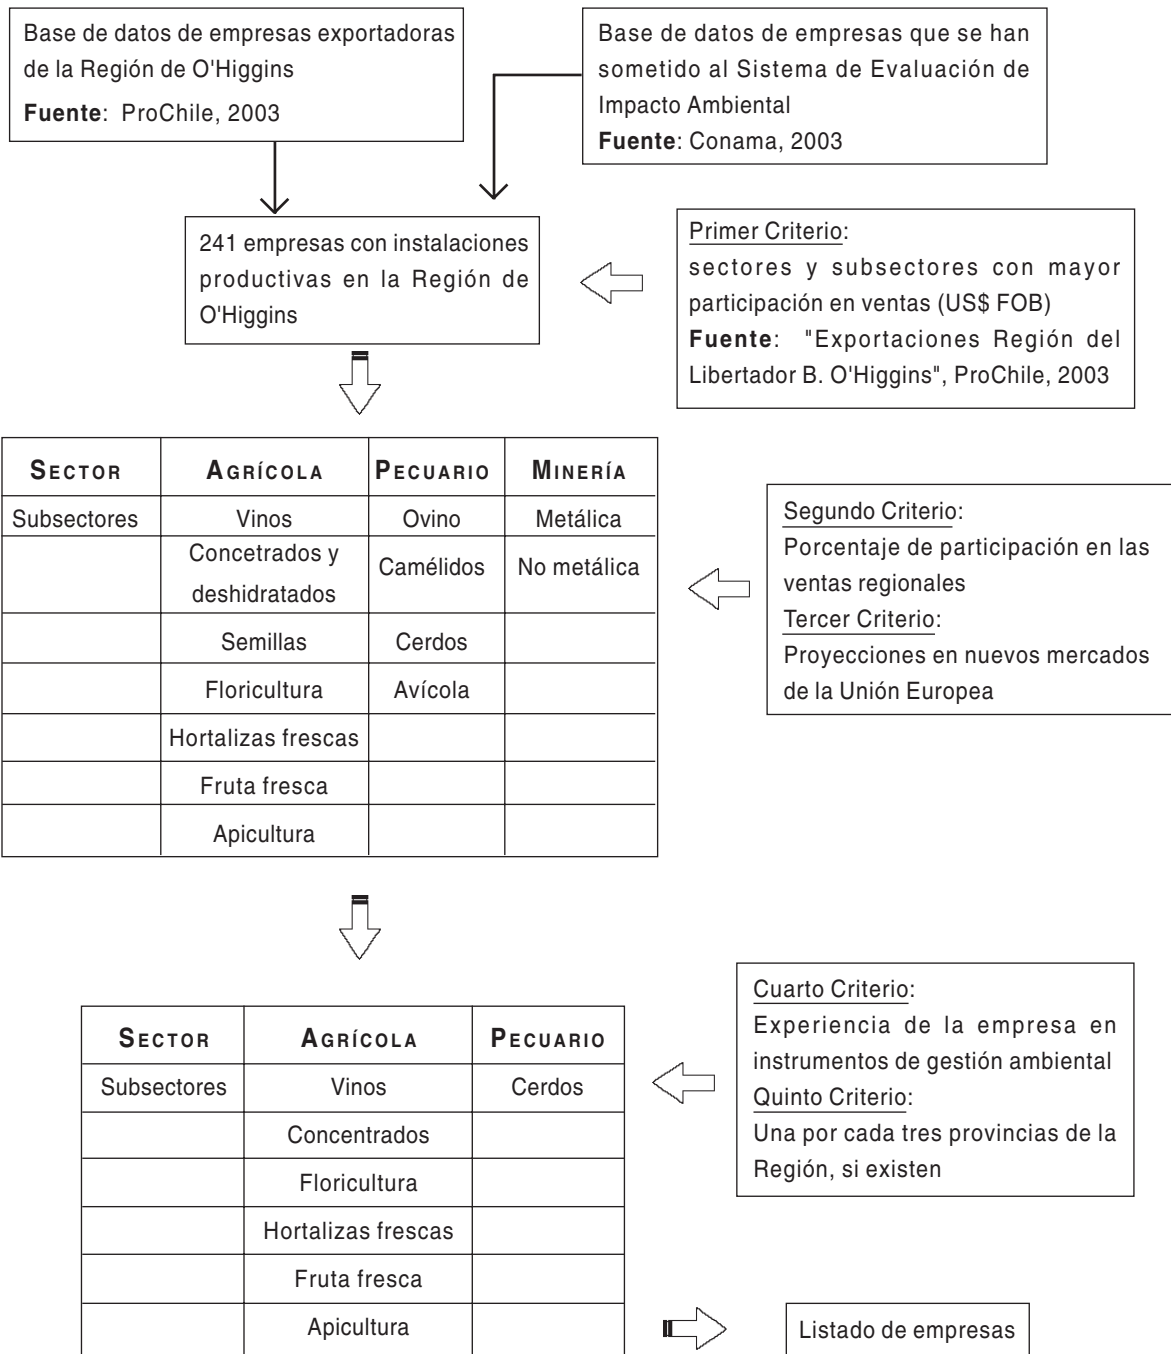 Base de datos de empresas exportadoras
de la Región de O'Higgins
Fuente: ProChile, 2003
Base de datos de empresas que se han
sometido al Sistema de Evaluación de
Impacto Ambiental
Fuente: Conama, 2003
241 empresas con instalaciones
productivas en la Región de
O'Higgins
Primer Criterio:
sectores y subsectores con mayor
participación en ventas (US$ FOB)
Fuente: "Exportaciones Región del
Libertador B. O'Higgins", ProChile, 2003
SECTOR AGRÍCOLA PECUARIO MINERÍA
Subsectores Vinos Ovino Metálica
Concetrados y
deshidratados Camélidos No metálica
Semillas Cerdos
Floricultura Avícola
Hortalizas frescas
Fruta fresca
Apicultura
Segundo Criterio:
Porcentaje de participación en las
ventas regionales
Tercer Criterio:
Proyecciones en nuevos mercados
de la Unión Europea
SECTOR AGRÍCOLA PECUARIO
Subsectores Vinos Cerdos
Concentrados
Floricultura
Hortalizas frescas
Fruta fresca
Apicultura
Cuarto Criterio:
Experiencia de la empresa en
instrumentos de gestión ambiental
Quinto Criterio:
Una por cada tres provincias de la
Región, si existen
Listado de empresas